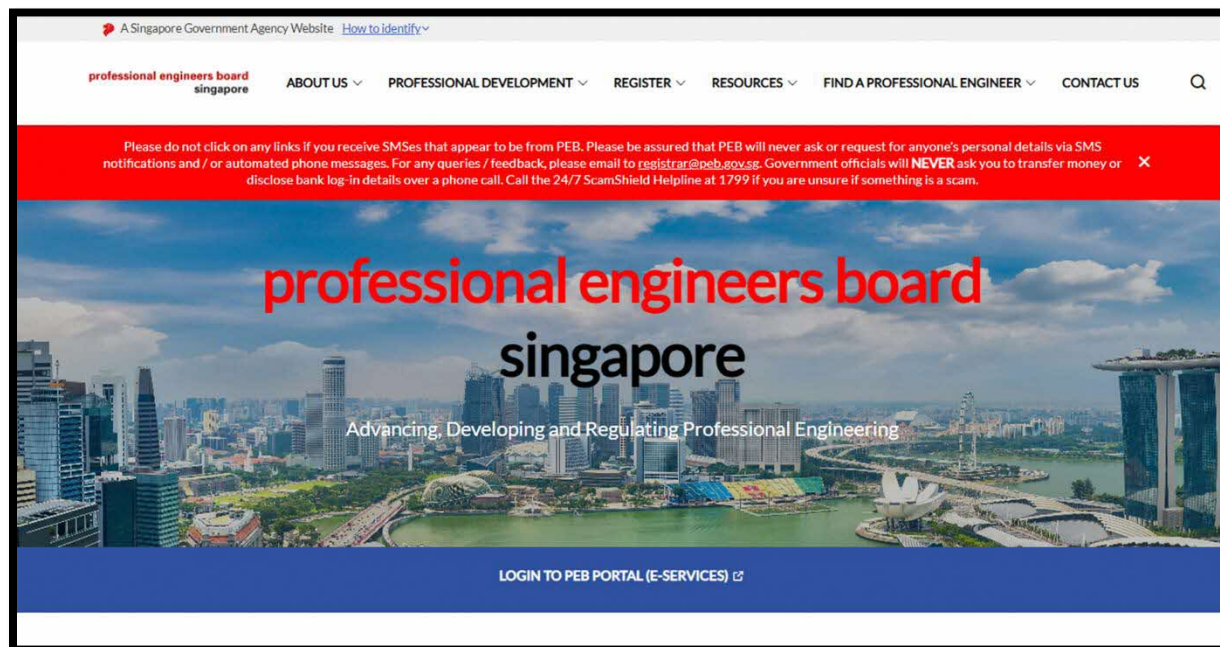 A Singapore Government Agency Website How to identify
professional engineers board
singapore
ABOUT US PROFESSIONAL DEVELOPMENT REGISTER RESOURCES FIND A PROFESSIONAL ENGINEER CONTACT US
Please do not click on any links if you receive SMSes that appear to be from PEB. Please be assured that PEB will never ask or request for anyone's personal details via SMS
notifications and / or automated phone messages. For any queries / feedback, please email to registrar@peb.gov.sg. Government officials will NEVER ask you to transfer money or
disclose bank log-in details over a phone call. Call the 24/7 ScamShield Helpline at 1799 if you are unsure if something is a scam.
professional engineers board
singapore
Advancing, Developing and Regulating Professional Engineering
LOGIN TO PEB PORTAL (E-SERVICES)